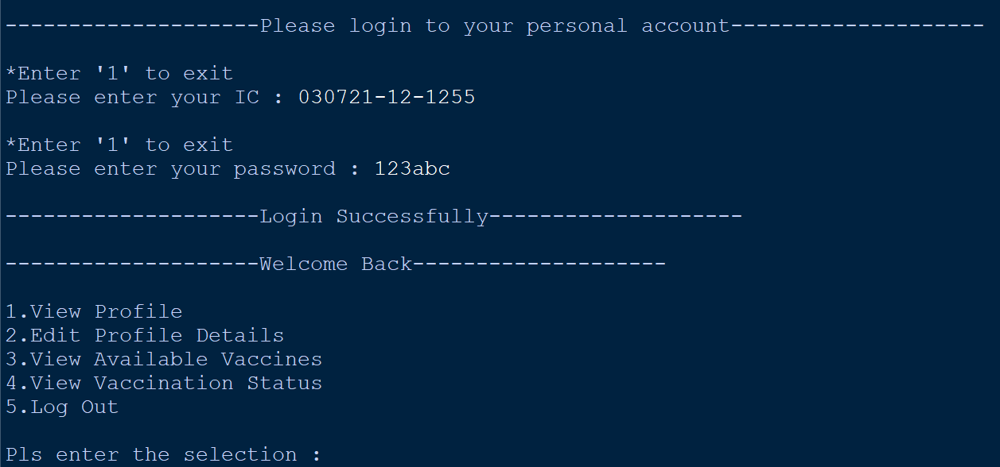 --------------------Please login to your personal account--------------------
*Enter '1' to exit
Please enter your IC : 030721-12-1255
*Enter '1' to exit
Please enter your password : 123abc
--------------------Login Successfully--------------------
--------------------Welcome Back--------------------
1.View Profile
2.Edit Profile Details
3.View Available Vaccines
4.View Vaccination Status
5.Log Out
Pls enter the selection :